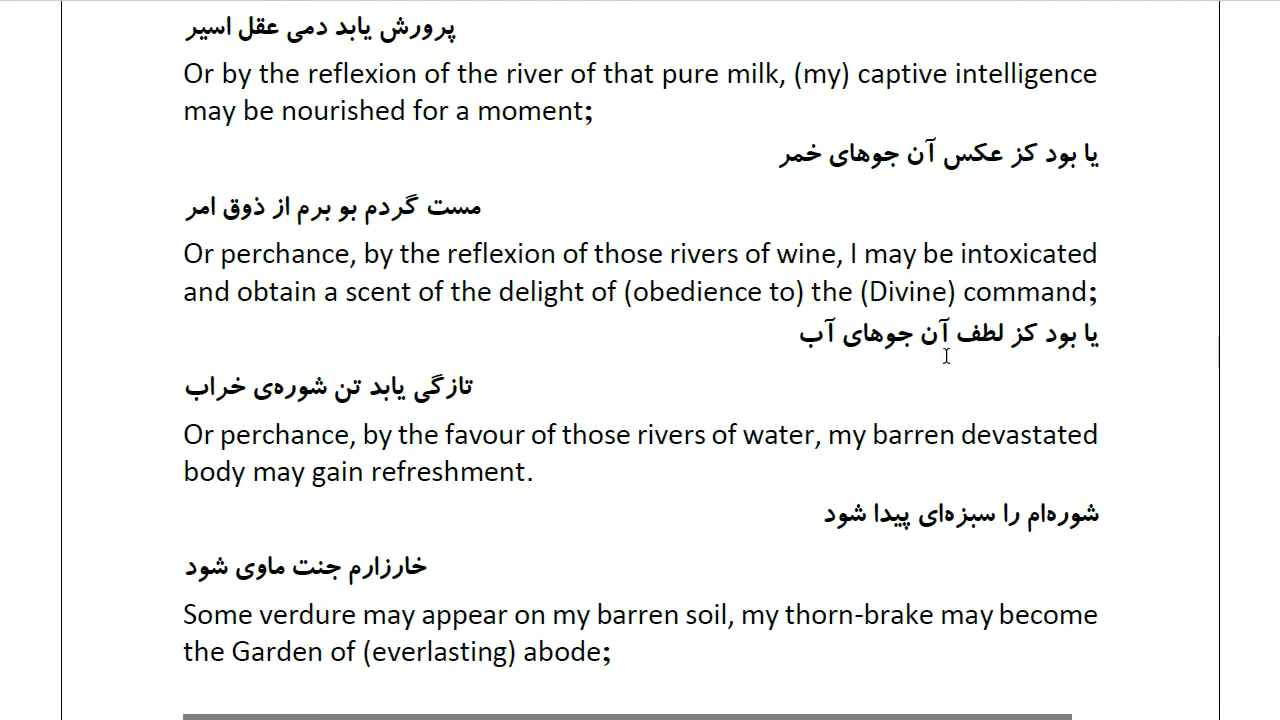 پرورش یابد دمی عقل اسیر
Or by the reflexion of the river of that pure milk, (my) captive intelligence
may be nourished for a moment;
یا بود کز عکس آن جوهای خمر
مست گردم بو برم از ذوق امر
Or perchance, by the reflexion of those rivers of wine, I may be intoxicated
and obtain a scent of the delight of (obedience to) the (Divine) command;
یا بود کز لطف آن جوهای آب
تازگی یابد تن شوره‌ی خراب
Or perchance, by the favour of those rivers of water, my barren devastated
body may gain refreshment.
شوره‌ام را سبزه‌ای پیدا شود
خارزارم جنت ماوی شود
Some verdure may appear on my barren soil, my thorn-brake may become
the Garden of (everlasting) abode;